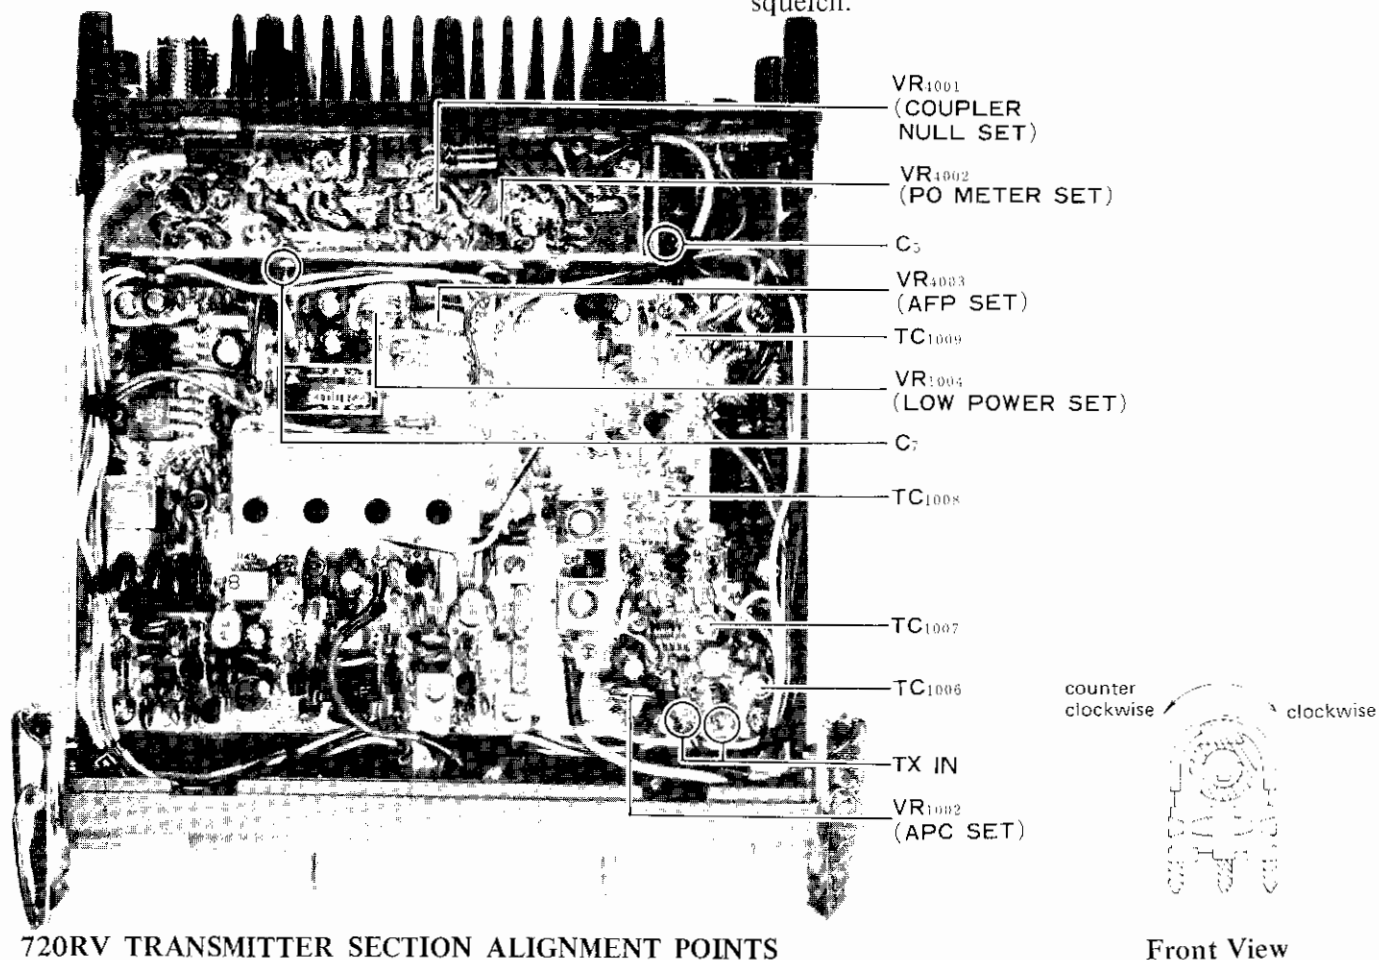 squelch.
VR4001
(COUPLER
NULL SET)
VR4002
(PO METER SET)
C5
VR4003
(AFP SET)
TC1009
VR1004
(LOW POWER SET)
C7
TC1008
TC1007
TC1006
TX IN
VR1002
(APC SET)
counter
clockwise
clockwise
720RV TRANSMITTER SECTION ALIGNMENT POINTS
Front View